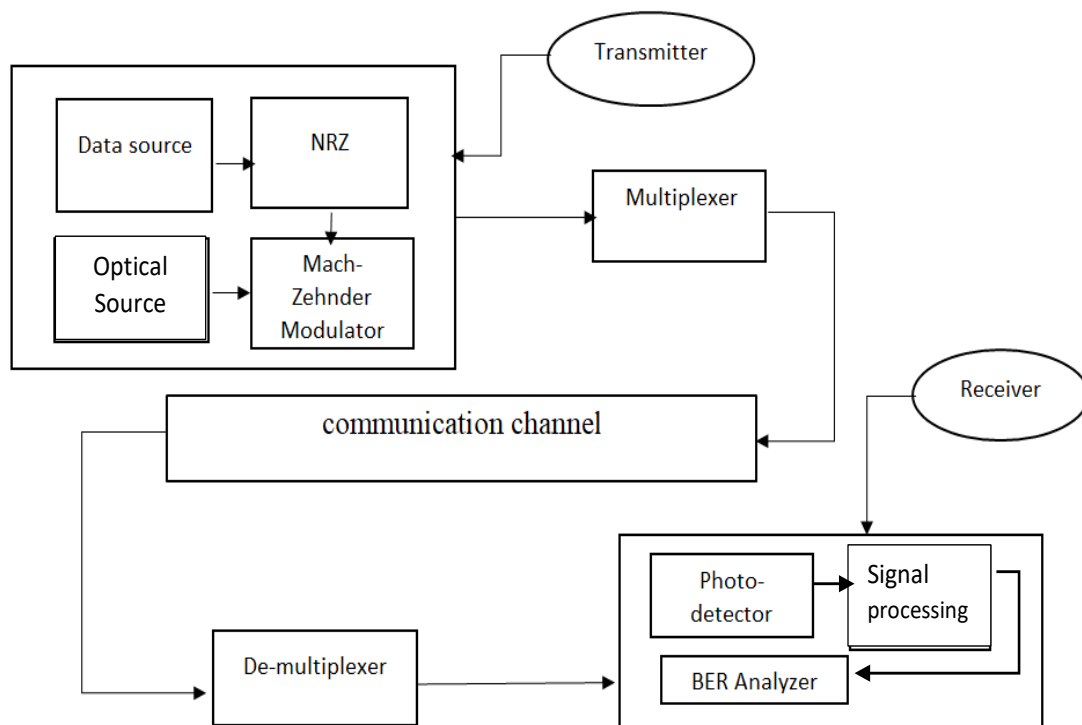 Transmitter
Data source
NRZ
Multiplexer
Optical
Source
Mach-
Zehnder
Modulator
Receiver
communication channel
Photo-
detector
Signal
processing
De-multiplexer
BER Analyzer